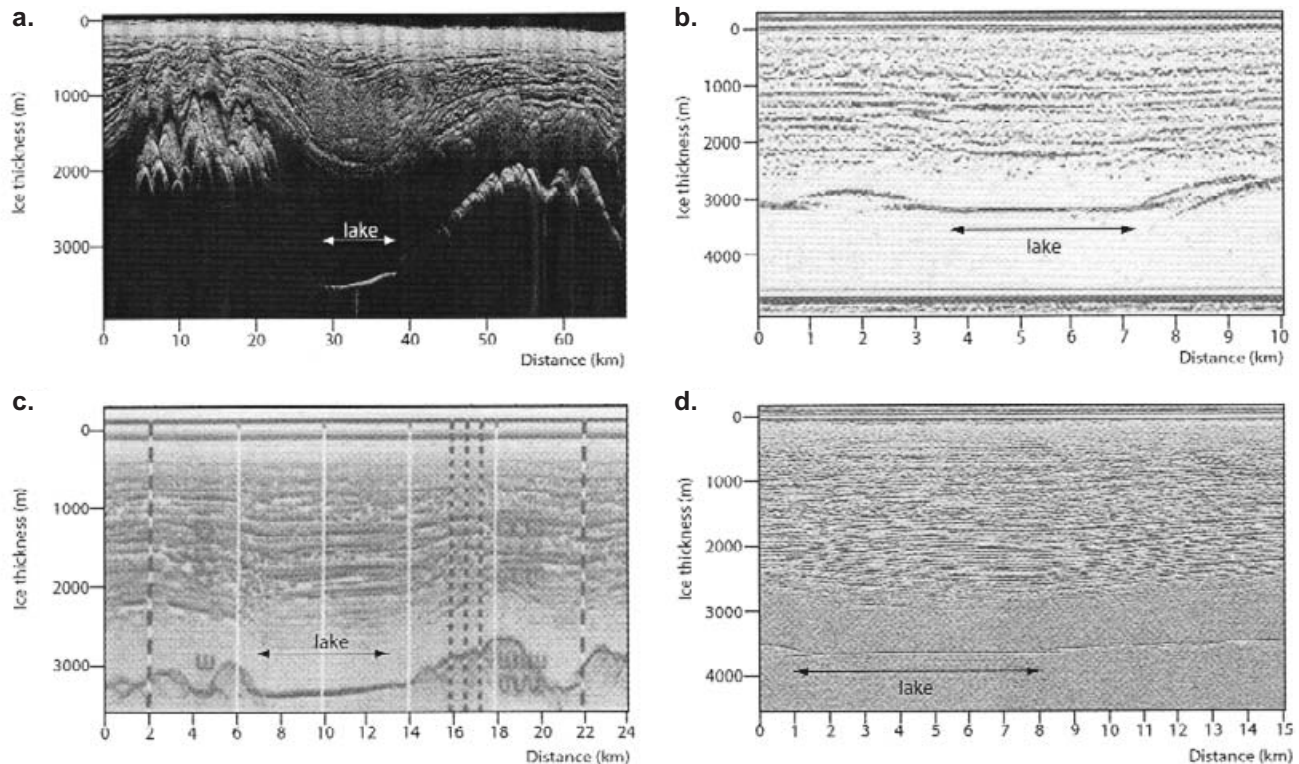 a.
Ice thickness (m)
0
1000
2000
3000
lake
0 10 20 30 40 50 60
Distance (km)
b.
Ice thickness (m)
0
1000
2000
3000
4000
lake
0 1 2 3 4 5 6 7 8 9 10
Distance (km)
c.
Ice thickness (m)
0
1000
2000
3000
lake
0 2 4 6 8 10 12 14 16 18 20 22 24
Distance (km)
d.
Ice thickness (m)
0
1000
2000
3000
4000
lake
0 1 2 3 4 5 6 7 8 9 10 11 12 13 14 15
Distance (km)